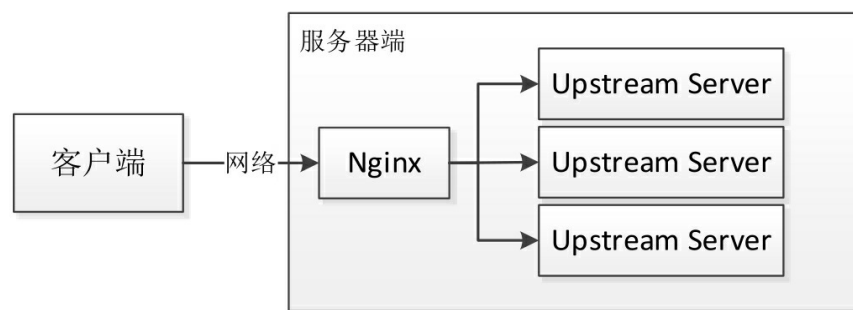 服务器端
客户端
网络
Nginx
Upstream Server
Upstream Server
Upstream Server